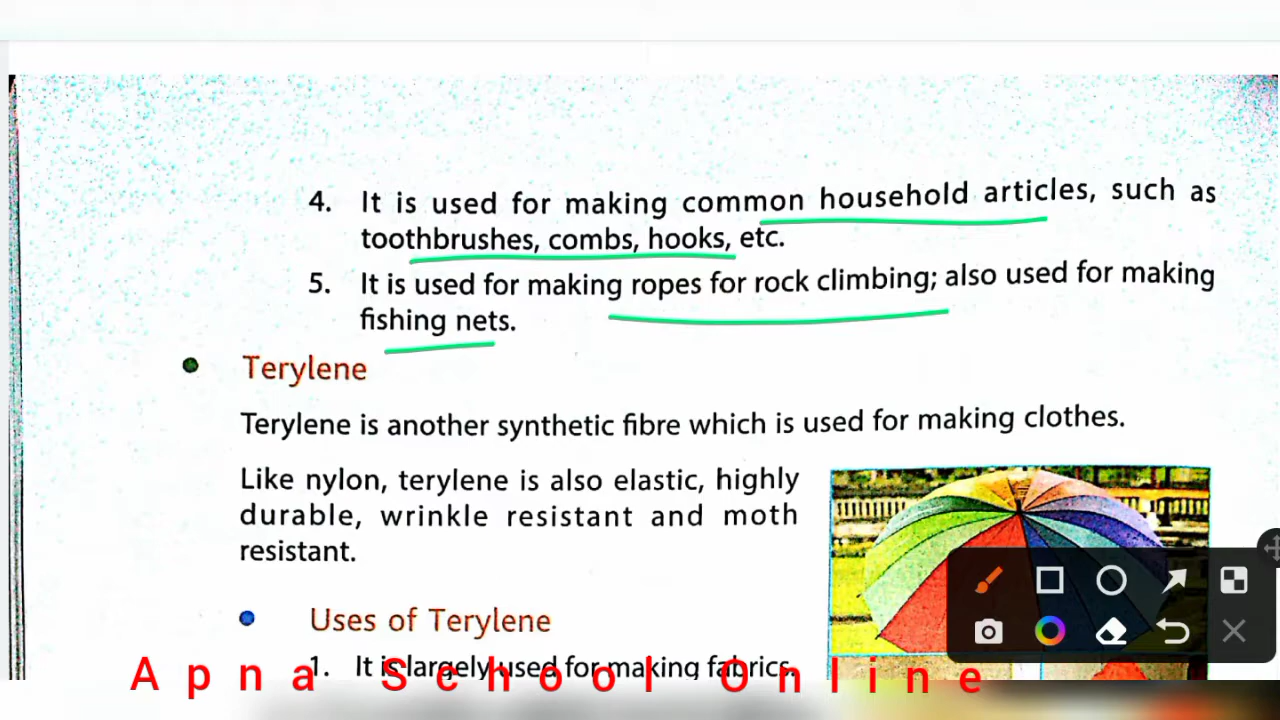 4. It is used for making common household articles, such as
toothbrushes, combs, hooks, etc.
5. It is used for making ropes for rock climbing; also used for making
fishing nets.
Terylene
Terylene is another synthetic fibre which is used for making clothes.
Like nylon, terylene is also elastic, highly
durable, wrinkle resistant and moth
resistant.
Uses of Terylene
1. It is largely used for making fabrics.
Apna School Online